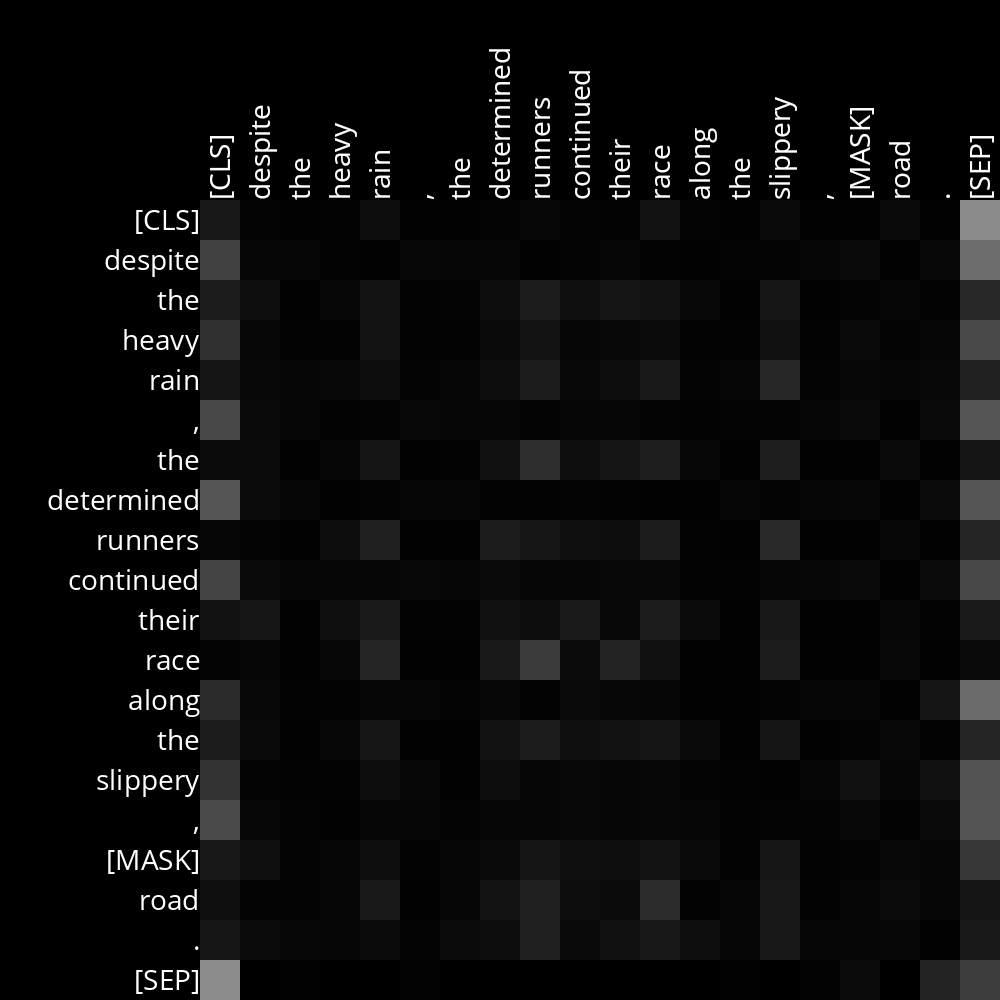 [CLS] despite the heavy rain , the determined runners continued their race along the slippery , [MASK] road . [SEP]
[CLS]
despite
the
heavy
rain
,
the
determined
runners
continued
their
race
along
the
slippery
,
[MASK]
road
.
[SEP]